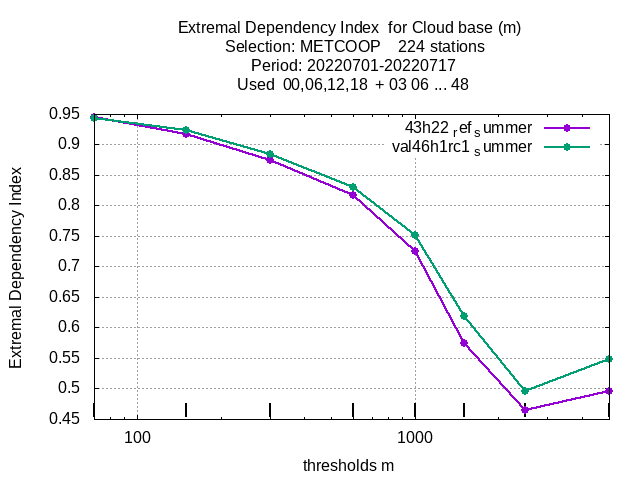 Extremal Dependency Index  for Cloud base (m)
Selection: METCOOP    224 stations
Period: 20220701-20220717
Used  00,06,12,18  + 03 06 ... 48
43h22 ref summer
val46h1rc1 summer
Extremal Dependency Index
0.95
0.9
0.85
0.8
0.75
0.7
0.65
0.6
0.55
0.5
0.45
100 1000
thresholds m